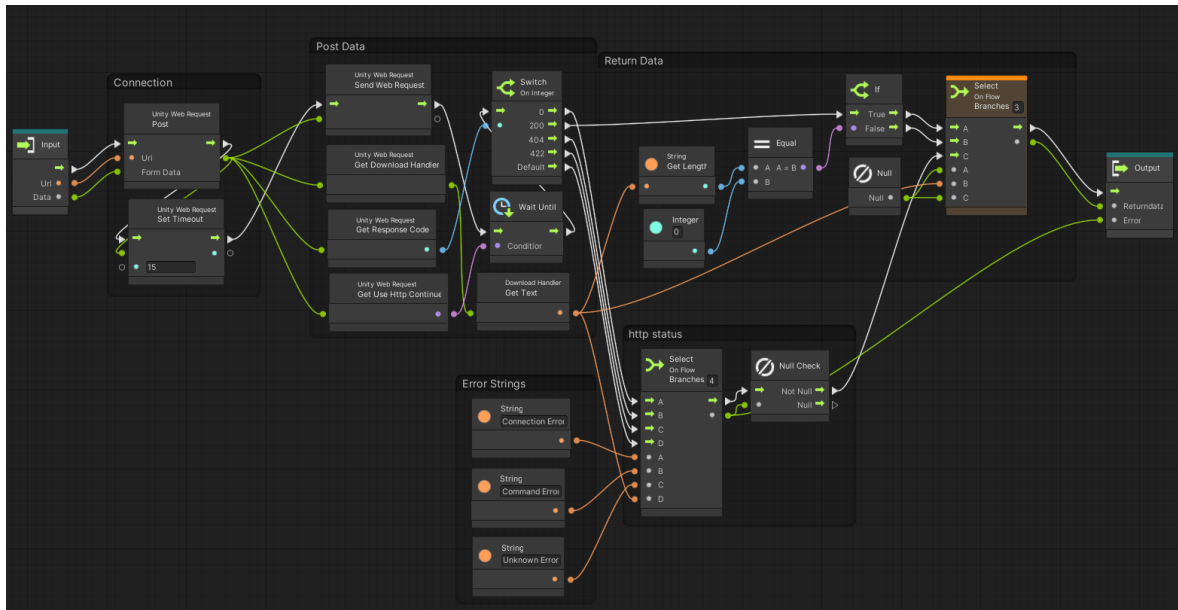 Input
Url
Data
Connection
Unity Web Request
Post
Url
Form Data
Unity Web Request
Set Timeout
15
Post Data
Unity Web Request
Send Web Request
Unity Web Request
Get Download Handler
Unity Web Request
Get Response Code
Unity Web Request
Get Use Http Continue
Switch
On Integer
0
200
404
422
Default
Wait Until
Condition
Download Handler
Get Text
Return Data
String
Get Length
Integer
0
Equal
A A = B
B
If
True
False
Null
Null
Select
On Flow
Branches 3
A
B
C
A
B
C
Output
Returndata
Error
http status
Select
On Flow
Branches 4
A
B
C
D
A
B
C
D
Null Check
Not Null
Null
Error Strings
String
Connection Error
String
Command Error
String
Unknown Error